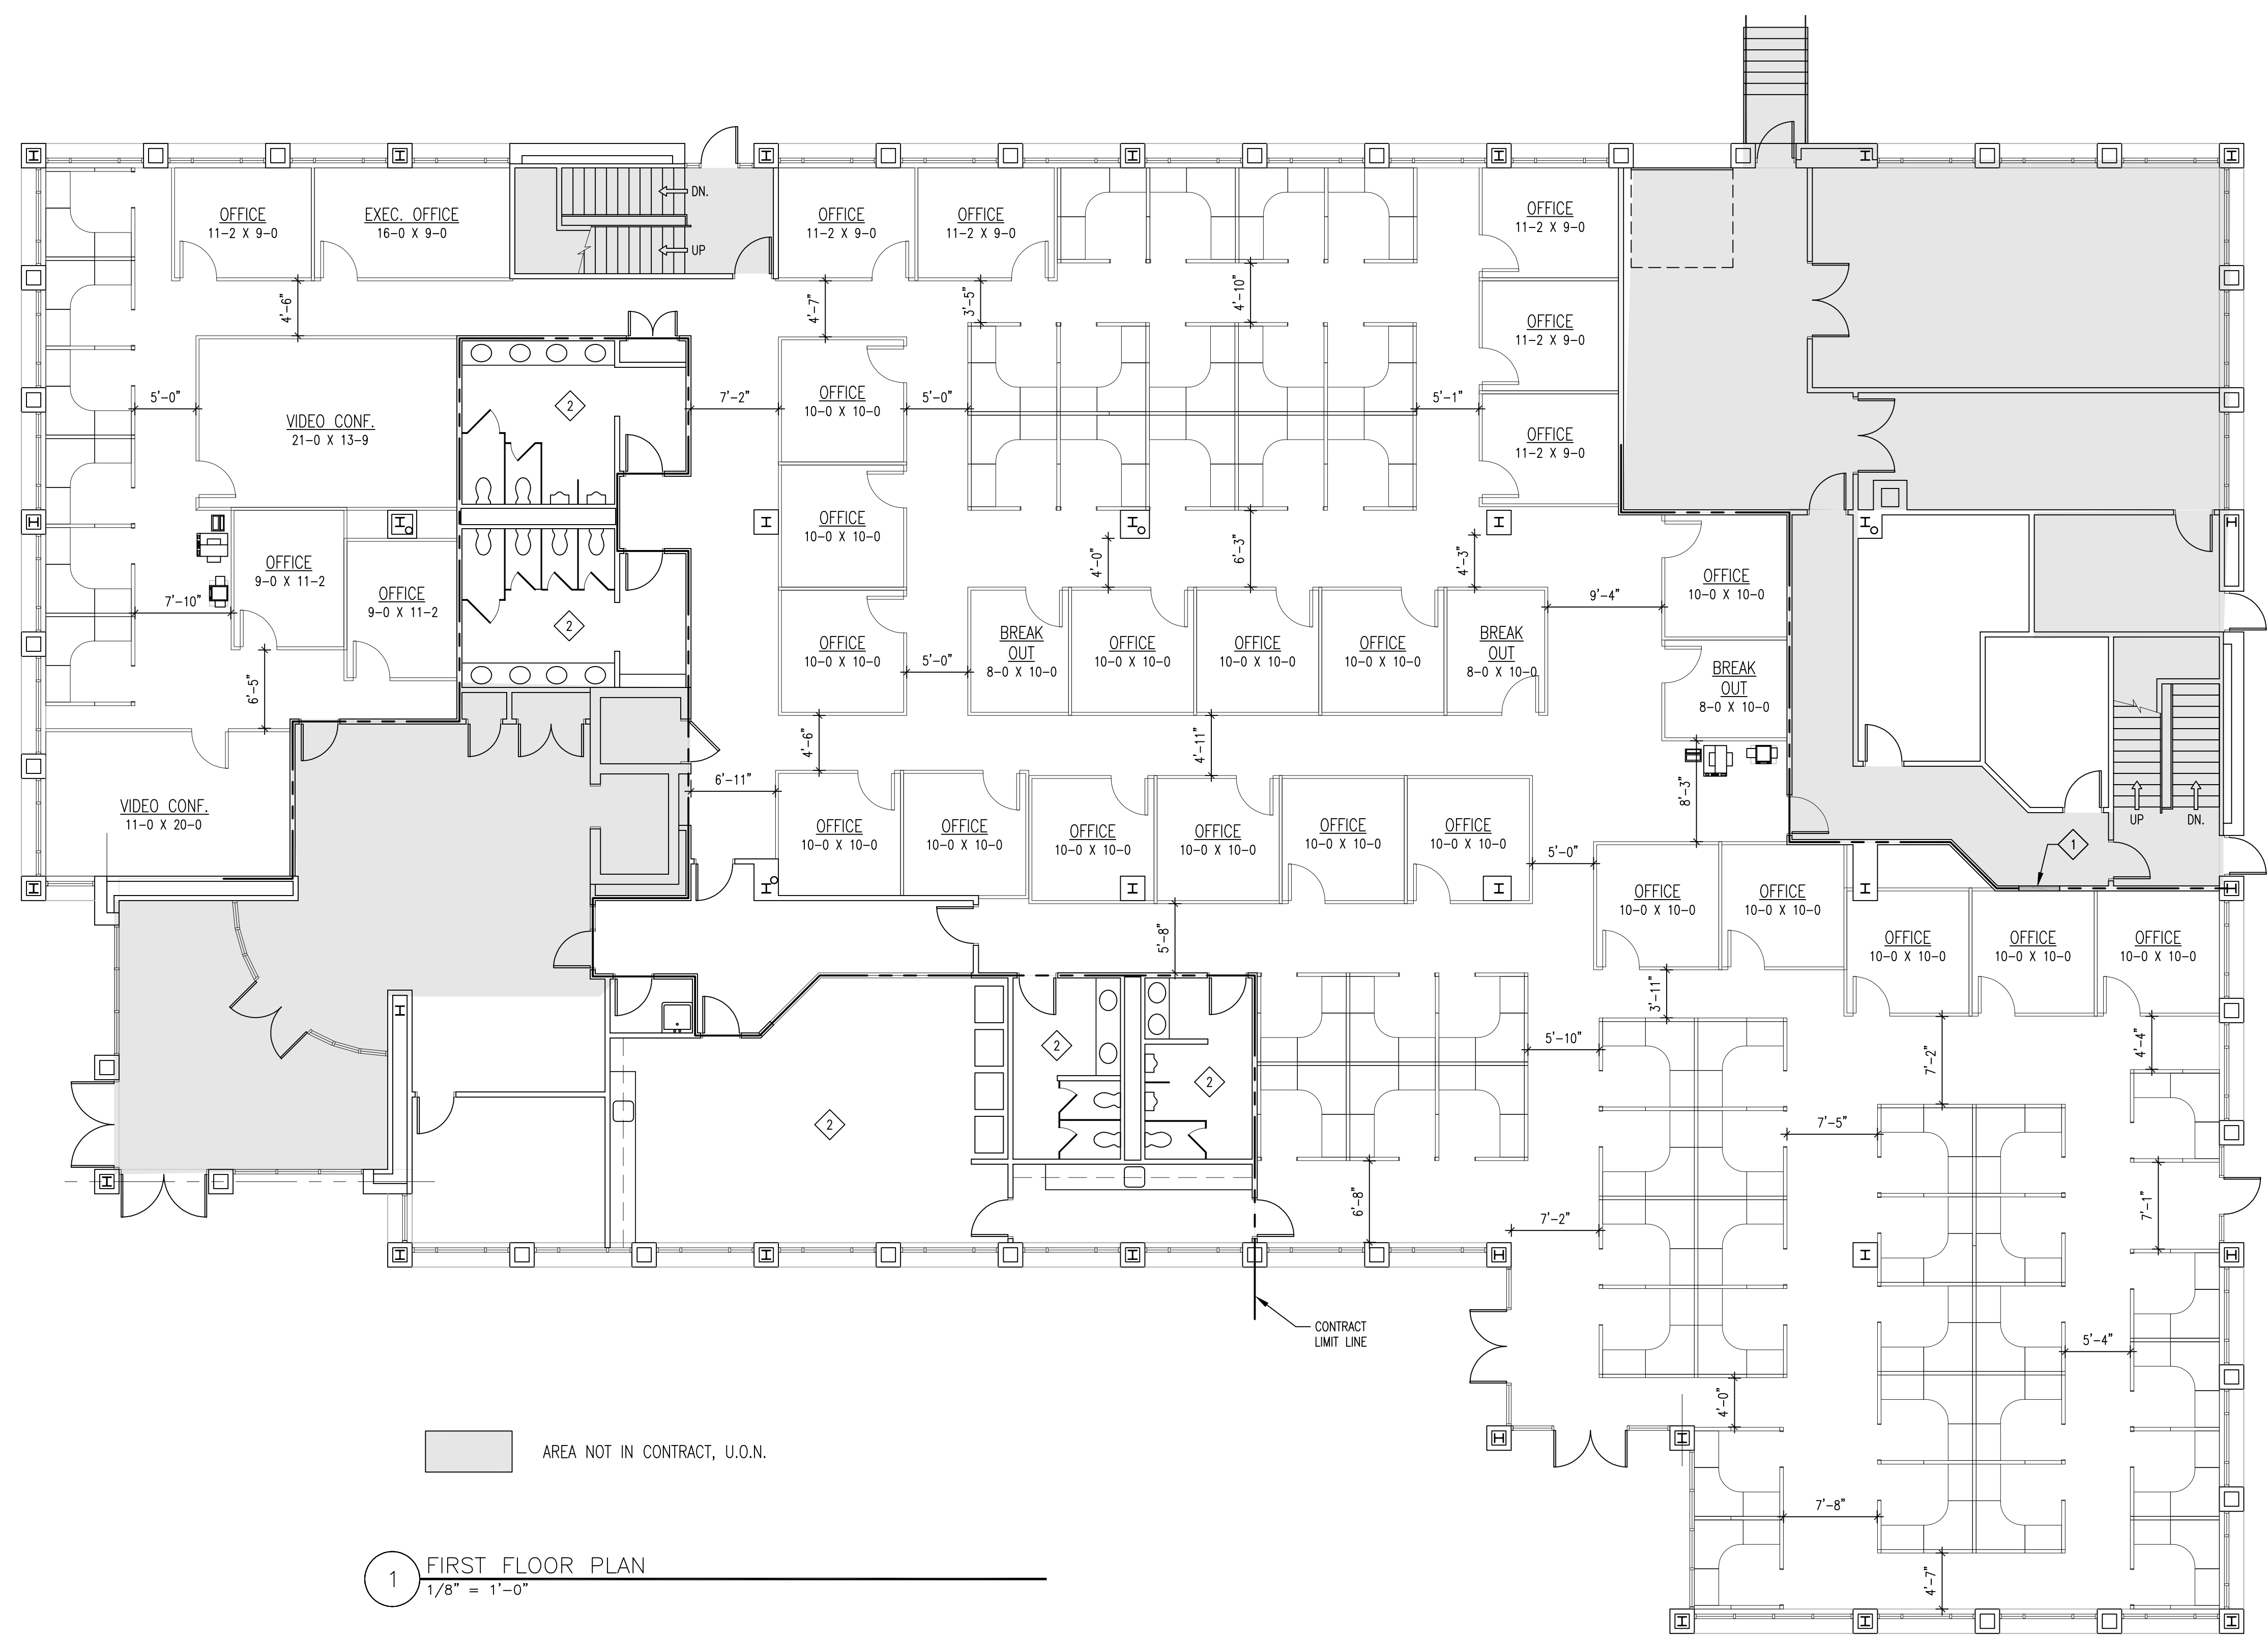 DN.
UP
OFFICE
11-2 X 9-0
EXEC. OFFICE
16-0 X 9-0
OFFICE
11-2 X 9-0
OFFICE
11-2 X 9-0
OFFICE
11-2 X 9-0
4'-6"
4'-7"
3'-5"
4'-10"
OFFICE
11-2 X 9-0
VIDEO CONF.
21-0 X 13-9
5'-0"
2
7'-2"
OFFICE
10-0 X 10-0
5'-0"
5'-1"
OFFICE
11-2 X 9-0
OFFICE
10-0 X 10-0
4'-0"
6'-3"
4'-3"
OFFICE
9-0 X 11-2
OFFICE
9-0 X 11-2
7'-10"
2
9'-4"
OFFICE
10-0 X 10-0
OFFICE
10-0 X 10-0
5'-0"
BREAK
OUT
8-0 X 10-0
OFFICE
10-0 X 10-0
OFFICE
10-0 X 10-0
OFFICE
10-0 X 10-0
BREAK
OUT
8-0 X 10-0
BREAK
OUT
8-0 X 10-0
6'-5"
4'-6"
4'-11"
6'-11"
8'-3"
VIDEO CONF.
11-0 X 20-0
OFFICE
10-0 X 10-0
OFFICE
10-0 X 10-0
OFFICE
10-0 X 10-0
OFFICE
10-0 X 10-0
OFFICE
10-0 X 10-0
OFFICE
10-0 X 10-0
5'-0"
UP
DN.
1
OFFICE
10-0 X 10-0
OFFICE
10-0 X 10-0
OFFICE
10-0 X 10-0
OFFICE
10-0 X 10-0
OFFICE
10-0 X 10-0
5'-8"
3'-11"
5'-10"
7'-2"
4'-4"
2
2
2
7'-5"
6'-8"
7'-2"
7'-1"
CONTRACT
LIMIT LINE
5'-4"
4'-0"
7'-8"
4'-7"
AREA NOT IN CONTRACT, U.O.N.
1
FIRST FLOOR PLAN
1/8" = 1'-0"